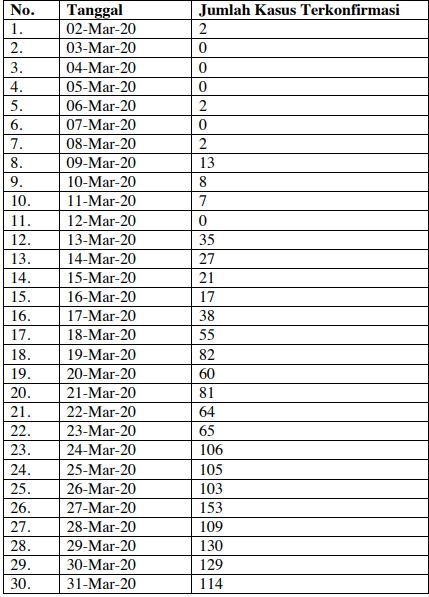 No. Tanggal Jumlah Kasus Terkonfirmasi
1. 02-Mar-20 2
2. 03-Mar-20 0
3. 04-Mar-20 0
4. 05-Mar-20 0
5. 06-Mar-20 2
6. 07-Mar-20 0
7. 08-Mar-20 2
8. 09-Mar-20 13
9. 10-Mar-20 8
10. 11-Mar-20 7
11. 12-Mar-20 0
12. 13-Mar-20 35
13. 14-Mar-20 27
14. 15-Mar-20 21
15. 16-Mar-20 17
16. 17-Mar-20 38
17. 18-Mar-20 55
18. 19-Mar-20 82
19. 20-Mar-20 60
20. 21-Mar-20 81
21. 22-Mar-20 64
22. 23-Mar-20 65
23. 24-Mar-20 106
24. 25-Mar-20 105
25. 26-Mar-20 103
26. 27-Mar-20 153
27. 28-Mar-20 109
28. 29-Mar-20 130
29. 30-Mar-20 129
30. 31-Mar-20 114